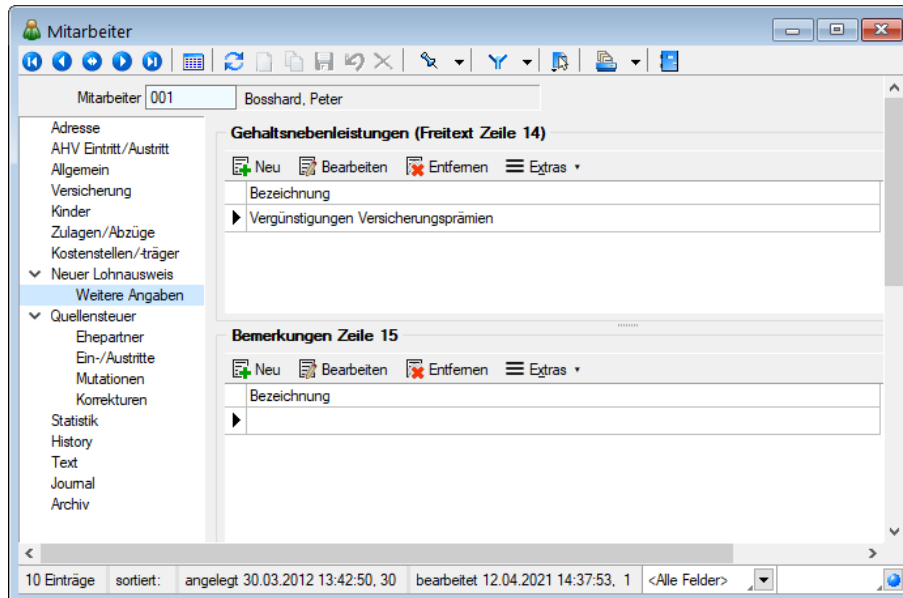 Mitarbeiter
Mitarbeiter 001 Bosshard, Peter
Adresse
AHV Eintritt/Austritt
Allgemein
Versicherung
Kinder
Zulagen/Abzüge
Kostenstellen/-träger
Neuer Lohnausweis
Weitere Angaben
Quellensteuer
Ehepartner
Ein-/Austritte
Mutationen
Korrekturen
Statistik
History
Text
Journal
Archiv
Gehaltsnebenleistungen (Freitext Zeile 14)
Neu Bearbeiten Entfernen Extras
Bezeichnung
Vergünstigungen Versicherungsprämien
Bemerkungen Zeile 15
Neu Bearbeiten Entfernen Extras
Bezeichnung
10 Einträge sortiert: angelegt 30.03.2012 13:42:50, 30 bearbeitet 12.04.2021 14:37:53, 1 <Alle Felder>